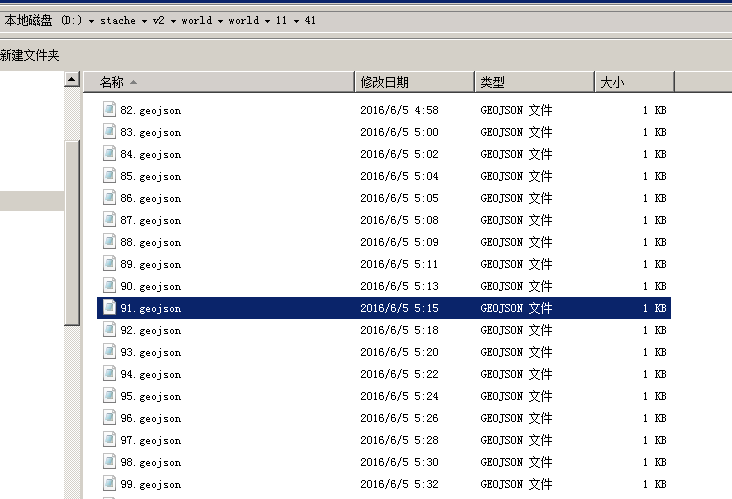 本地磁盘 (D:) ▾ stache ▾ v2 ▾ world ▾ world ▾ 11 ▾ 41
新建文件夹
名称 修改日期 类型 大小
82.geojson 2016/6/5 4:58 GEOJSON 文件 1 KB
83.geojson 2016/6/5 5:00 GEOJSON 文件 1 KB
84.geojson 2016/6/5 5:02 GEOJSON 文件 1 KB
85.geojson 2016/6/5 5:04 GEOJSON 文件 1 KB
86.geojson 2016/6/5 5:05 GEOJSON 文件 1 KB
87.geojson 2016/6/5 5:08 GEOJSON 文件 1 KB
88.geojson 2016/6/5 5:09 GEOJSON 文件 1 KB
89.geojson 2016/6/5 5:11 GEOJSON 文件 1 KB
90.geojson 2016/6/5 5:13 GEOJSON 文件 1 KB
91.geojson 2016/6/5 5:15 GEOJSON 文件 1 KB
92.geojson 2016/6/5 5:18 GEOJSON 文件 1 KB
93.geojson 2016/6/5 5:20 GEOJSON 文件 1 KB
94.geojson 2016/6/5 5:22 GEOJSON 文件 1 KB
95.geojson 2016/6/5 5:24 GEOJSON 文件 1 KB
96.geojson 2016/6/5 5:26 GEOJSON 文件 1 KB
97.geojson 2016/6/5 5:28 GEOJSON 文件 1 KB
98.geojson 2016/6/5 5:30 GEOJSON 文件 1 KB
99.geojson 2016/6/5 5:32 GEOJSON 文件 1 KB